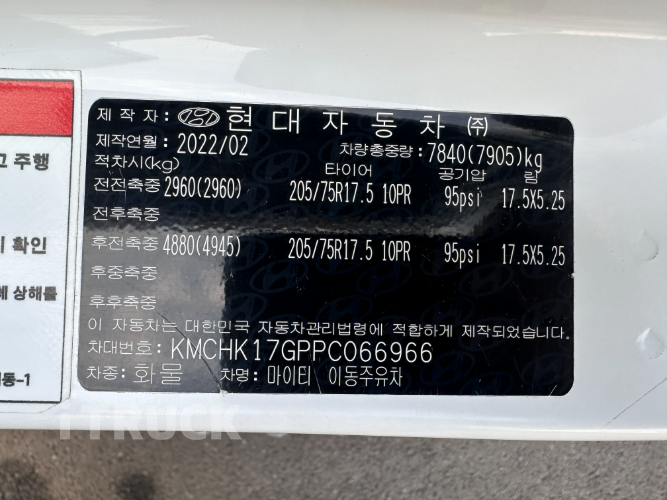 제 작 자: 현 대 자 동 차 ㈜
제작연월: 2022/02 차량총중량: 7840(7905)kg
적차시(kg) 타이어 공기압 림
전전축중 2960(2960) 205/75R17.5 10PR 95psi 17.5X5.25
전후축중
후전축중 4880(4945) 205/75R17.5 10PR 95psi 17.5X5.25
후중축중
후후축중
이 자동차는 대한민국 자동차관리법령에 적합하게 제작되었습니다.
차대번호: KMCHK17GPPC066966
차종: 화물 차명: 마이티 이동주유차
고 주행
확인
상해를
동-1
TRUCK